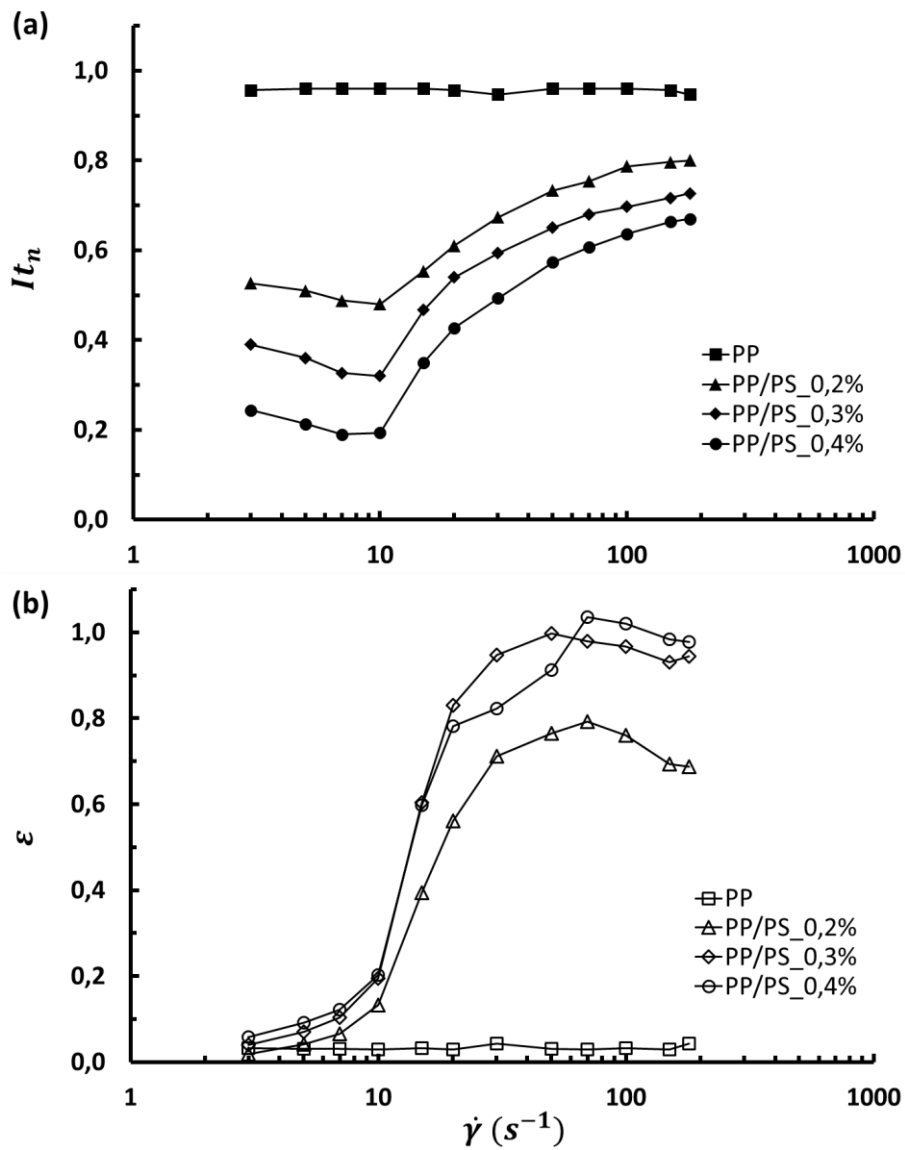 (a)
1,0
0,8
0,6
0,4
0,2
0,0
Itₙ
PP
PP/PS_0,2%
PP/PS_0,3%
PP/PS_0,4%
1 10 100 1000
(b)
1,0
0,8
0,6
0,4
0,2
0,0
ε
PP
PP/PS_0,2%
PP/PS_0,3%
PP/PS_0,4%
1 10 100 1000
γ̇ (s⁻¹)